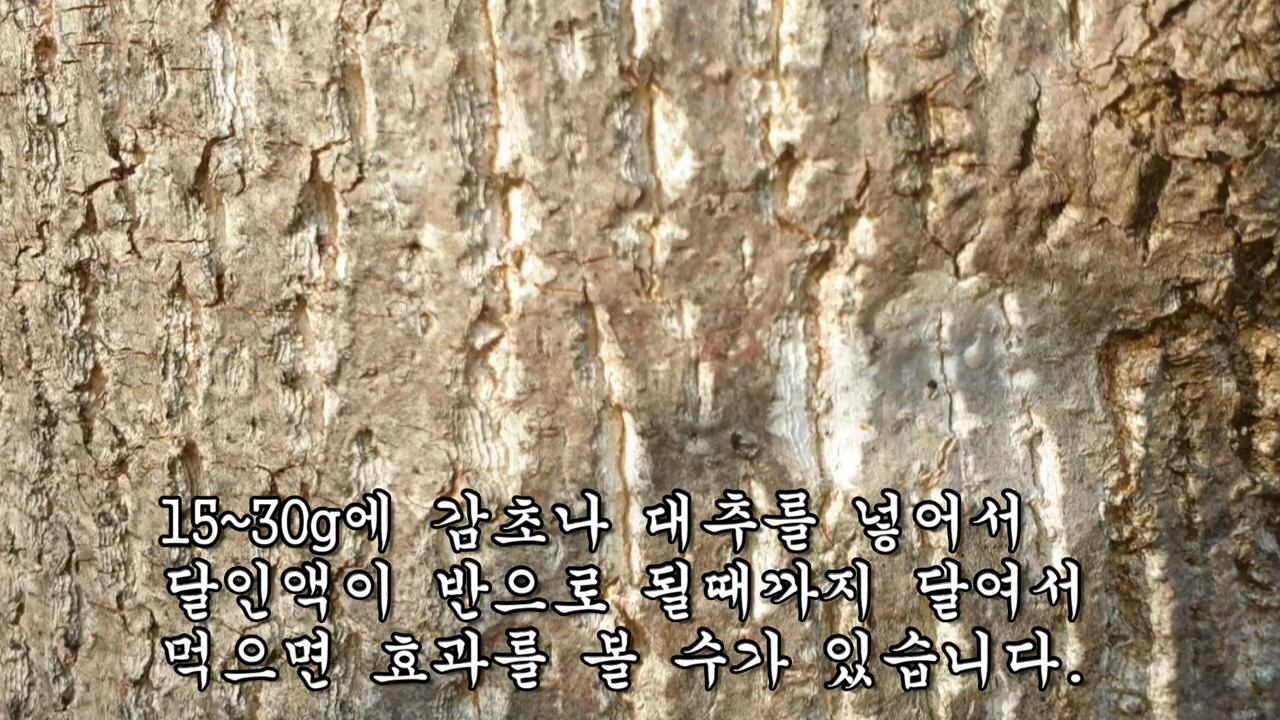 15~30g에 감초나 대추를 넣어서
달인액이 반으로 될때까지 달여서
먹으면 효과를 볼 수가 있습니다.